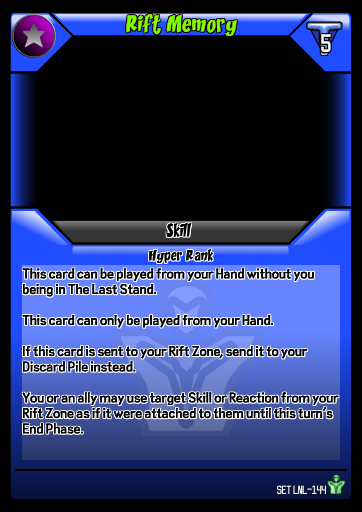 Rift Memory
5
Skill
Hyper Rank
This card can be played from your Hand without you
being in The Last Stand.
This card can only be played from your Hand.
If this card is sent to your Rift Zone, send it to your
Discard Pile instead.
You or an ally may use target Skill or Reaction from your
Rift Zone as if it were attached to them until this turn's
End Phase.
SET LNL-144